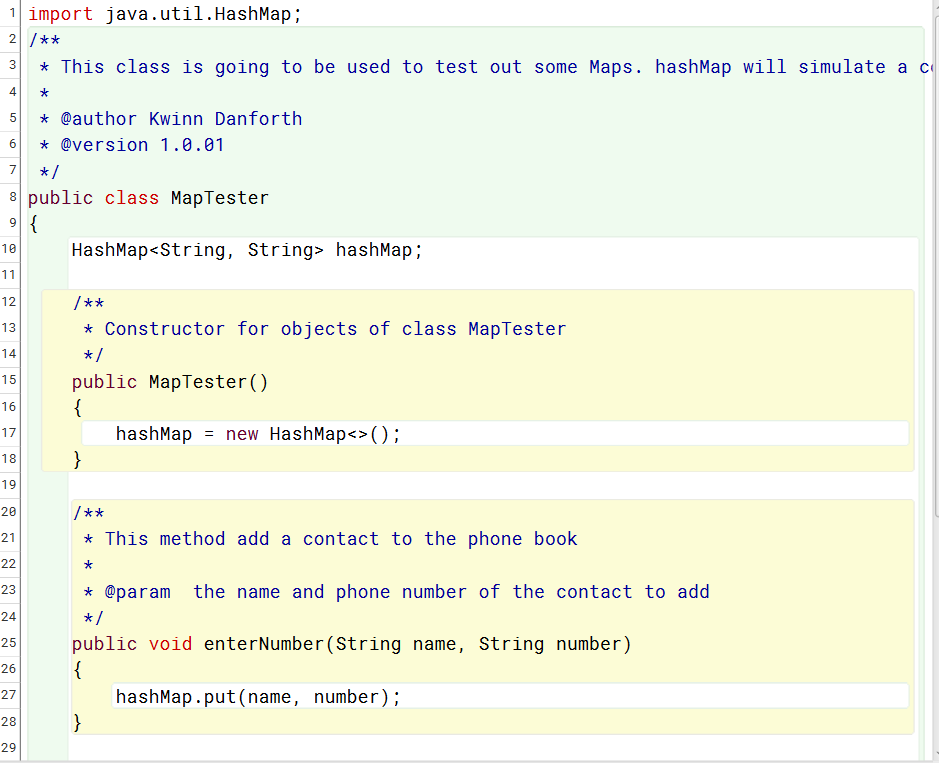 1 import java.util.HashMap;
2 /**
3  * This class is going to be used to test out some Maps. hashMap will simulate a
4  *
5  * @author Kwinn Danforth
6  * @version 1.0.01
7  */
8 public class MapTester
9 {
10     HashMap<String, String> hashMap;
11
12     /**
13      * Constructor for objects of class MapTester
14      */
15     public MapTester()
16     {
17         hashMap = new HashMap<>();
18     }
19
20     /**
21      * This method add a contact to the phone book
22      *
23      * @param  the name and phone number of the contact to add
24      */
25     public void enterNumber(String name, String number)
26     {
27         hashMap.put(name, number);
28     }
29